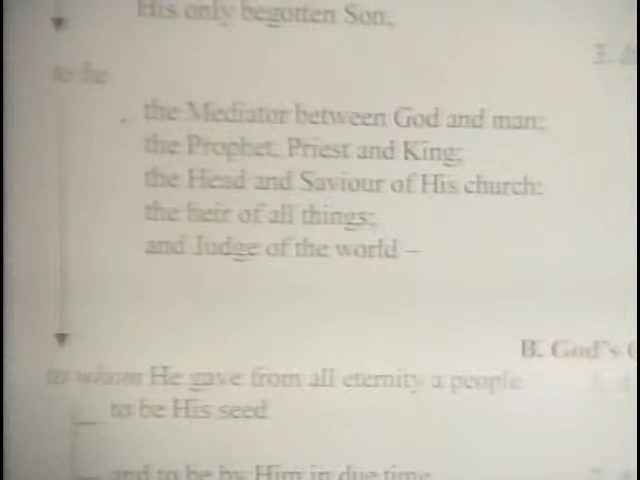 His only begotten Son,
to be
the Mediator between God and man;
the Prophet, Priest and King;
the Head and Saviour of His church;
the heir of all things;
and Judge of the world –
B. God's
to whom He gave from all eternity a people
to be His seed
and to be by Him in due time